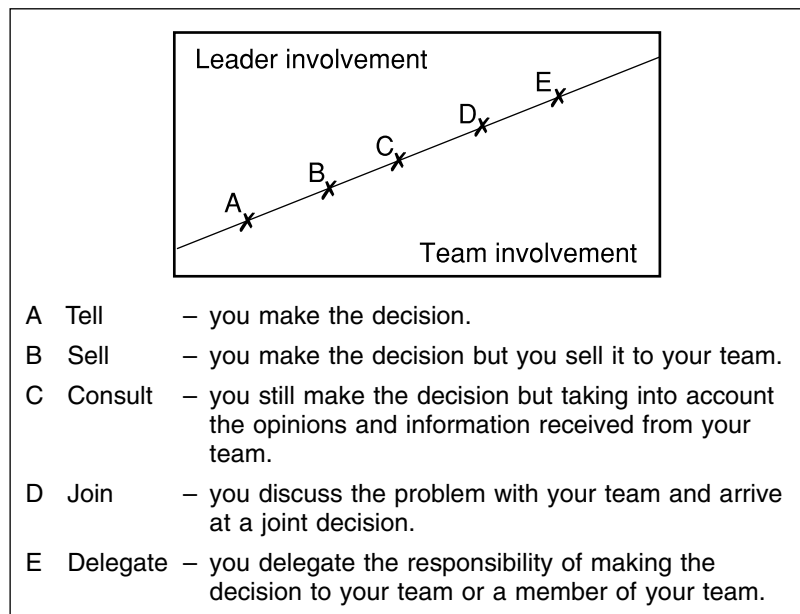 Leader involvement
E
D
C
B
A
Team involvement
A Tell – you make the decision.
B Sell – you make the decision but you sell it to your team.
C Consult – you still make the decision but taking into account
the opinions and information received from your
team.
D Join – you discuss the problem with your team and arrive
at a joint decision.
E Delegate – you delegate the responsibility of making the
decision to your team or a member of your team.